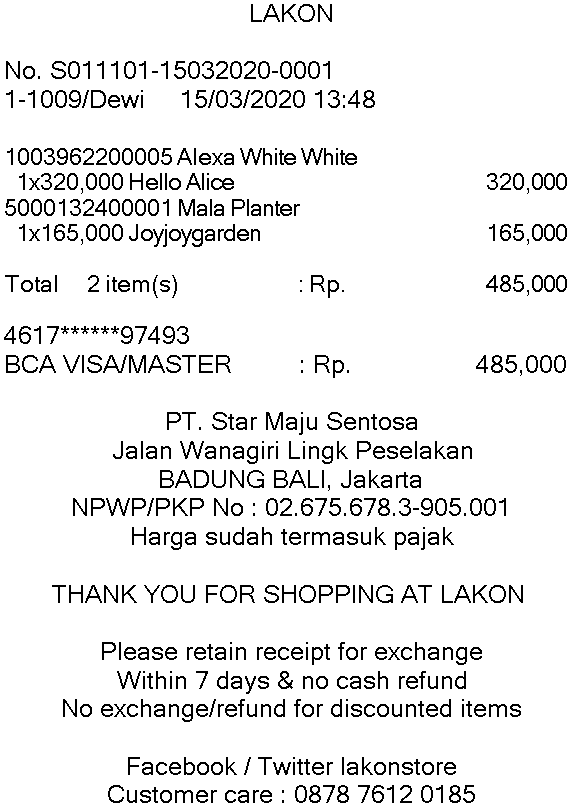 LAKON
No. S011101-15032020-0001
1-1009/Dewi 15/03/2020 13:48
1003962200005 Alexa White White
1x320,000 Hello Alice 320,000
5000132400001 Mala Planter
1x165,000 Joyjoygarden 165,000
Total 2 item(s) : Rp. 485,000
4617******97493
BCA VISA/MASTER : Rp. 485,000
PT. Star Maju Sentosa
Jalan Wanagiri Lingk Peselakan
BADUNG BALI, Jakarta
NPWP/PKP No : 02.675.678.3-905.001
Harga sudah termasuk pajak
THANK YOU FOR SHOPPING AT LAKON
Please retain receipt for exchange
Within 7 days & no cash refund
No exchange/refund for discounted items
Facebook / Twitter lakonstore
Customer care : 0878 7612 0185